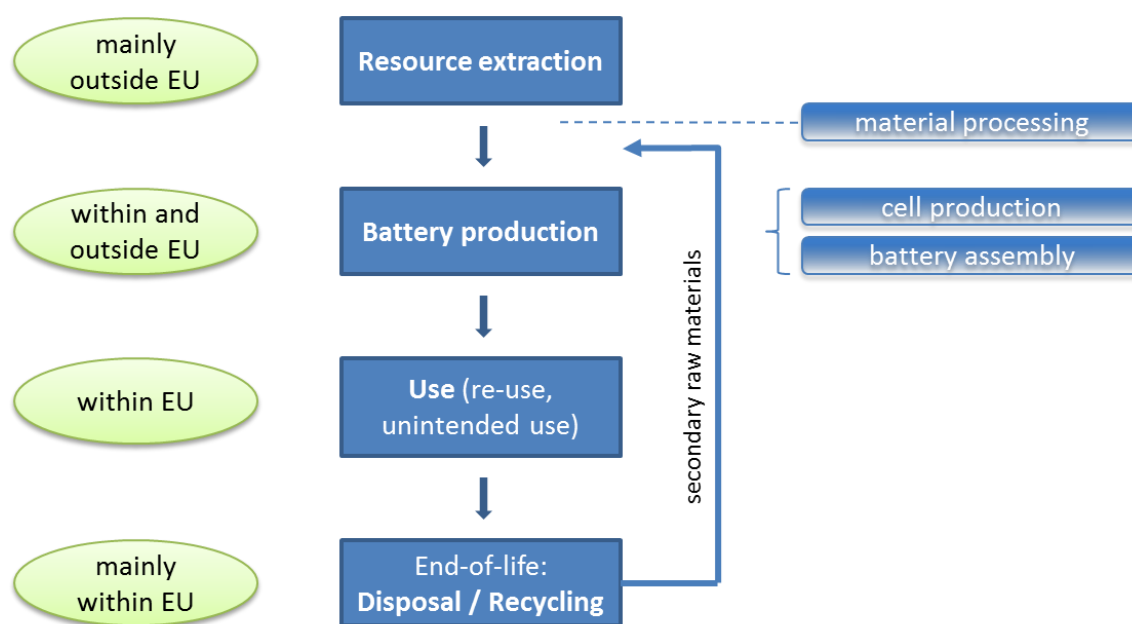 mainly
outside EU
Resource extraction
material processing
within and
outside EU
Battery production
cell production
battery assembly
secondary raw materials
within EU
Use (re-use,
unintended use)
mainly
within EU
End-of-life:
Disposal / Recycling